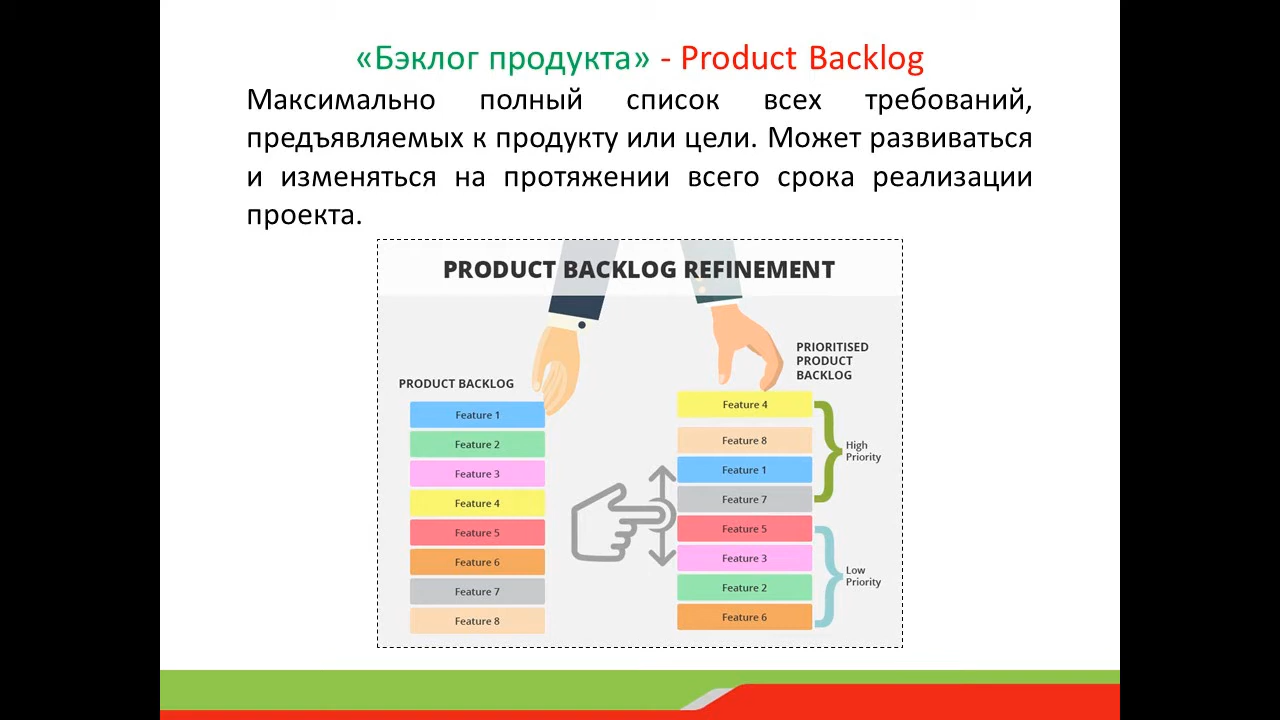 «Бэклог продукта» - Product Backlog
Максимально полный список всех требований,
предъявляемых к продукту или цели. Может развиваться
и изменяться на протяжении всего срока реализации
проекта.
PRODUCT BACKLOG REFINEMENT
PRODUCT BACKLOG
Feature 1
Feature 2
Feature 3
Feature 4
Feature 5
Feature 6
Feature 7
Feature 8
PRIORITISED
PRODUCT
BACKLOG
Feature 4
Feature 8
Feature 1
Feature 7
Feature 5
Feature 3
Feature 2
Feature 6
High
Priority
Low
Priority